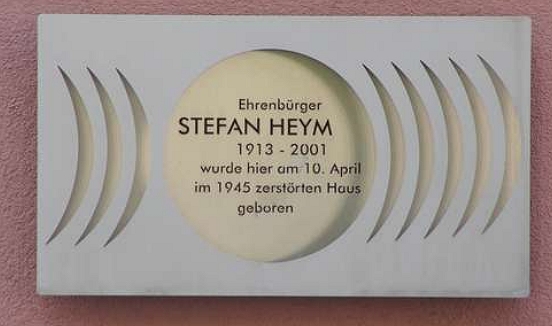 Ehrenbürger
STEFAN HEYM
1913 - 2001
wurde hier am 10. April
im 1945 zerstörten Haus
geboren